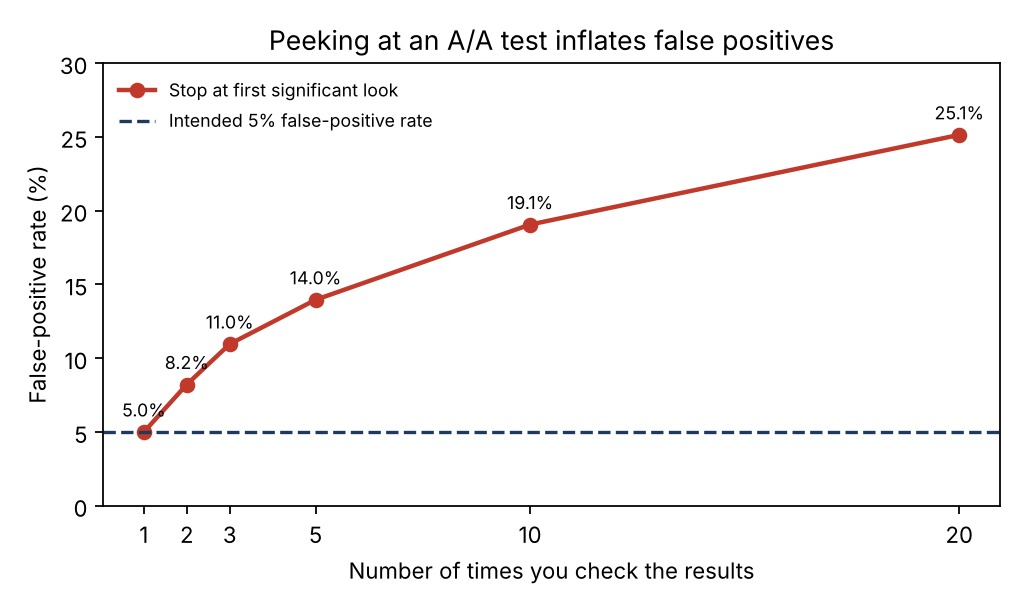 Peeking at an A/A test inflates false positives
Stop at first significant look
Intended 5% false-positive rate
False-positive rate (%)
30
25
20
15
10
5
0
5.0%
8.2%
11.0%
14.0%
19.1%
25.1%
1 2 3 5 10 20
Number of times you check the results